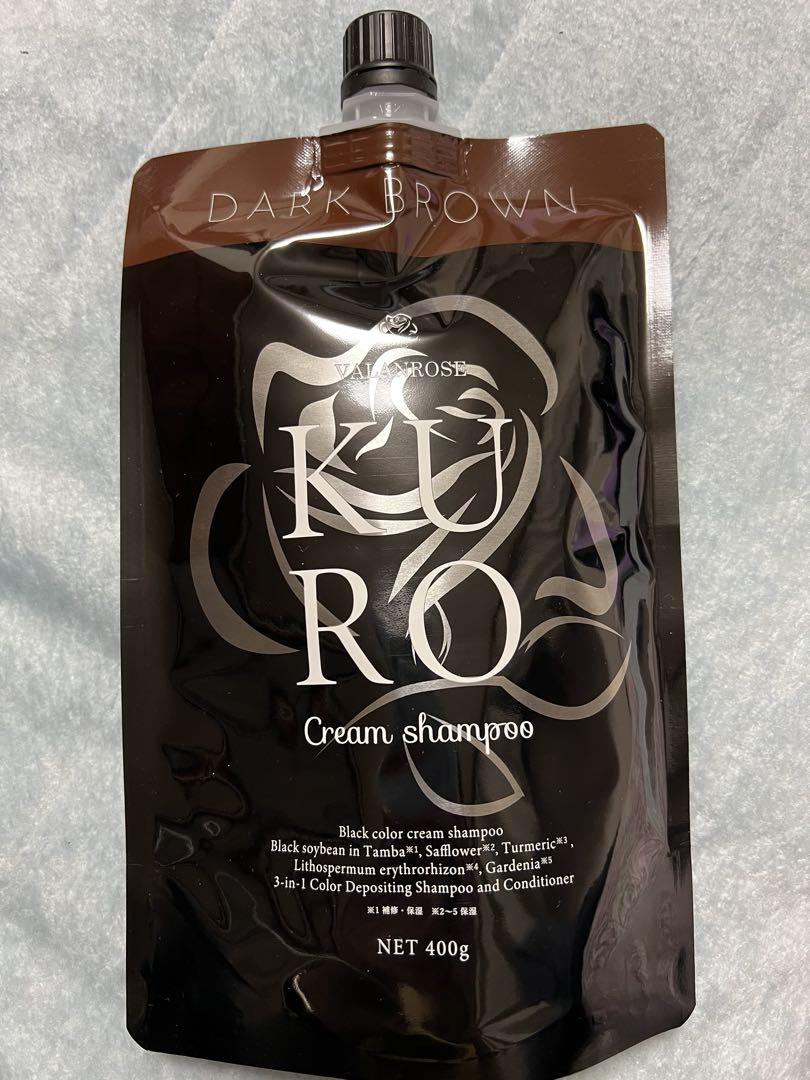 DARK BROWN
VALANROSE
KU
RO
Cream shampoo
Black color cream shampoo
Black soybean in Tamba※1, Safflower※2, Turmeric※3,
Lithospermum erythrorhizon※4, Gardenia※5
3-in-1 Color Depositing Shampoo and Conditioner
※1 補修・保湿 ※2~5 保湿
NET 400g